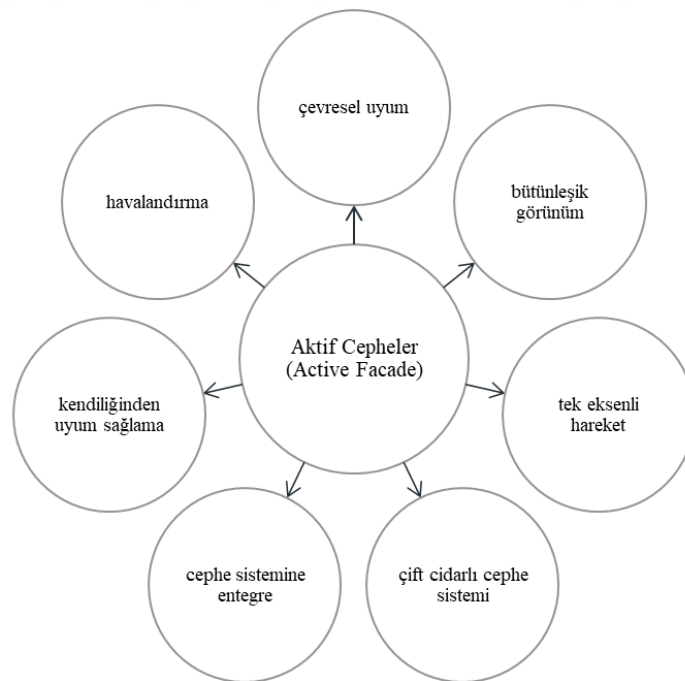 çevresel uyum
bütünleşik
görünüm
tek eksenli
hareket
çift cidarlı cephe
sistemi
cephe sistemine
entegre
kendiliğinden
uyum sağlama
havalandırma
Aktif Cepheler
(Active Facade)